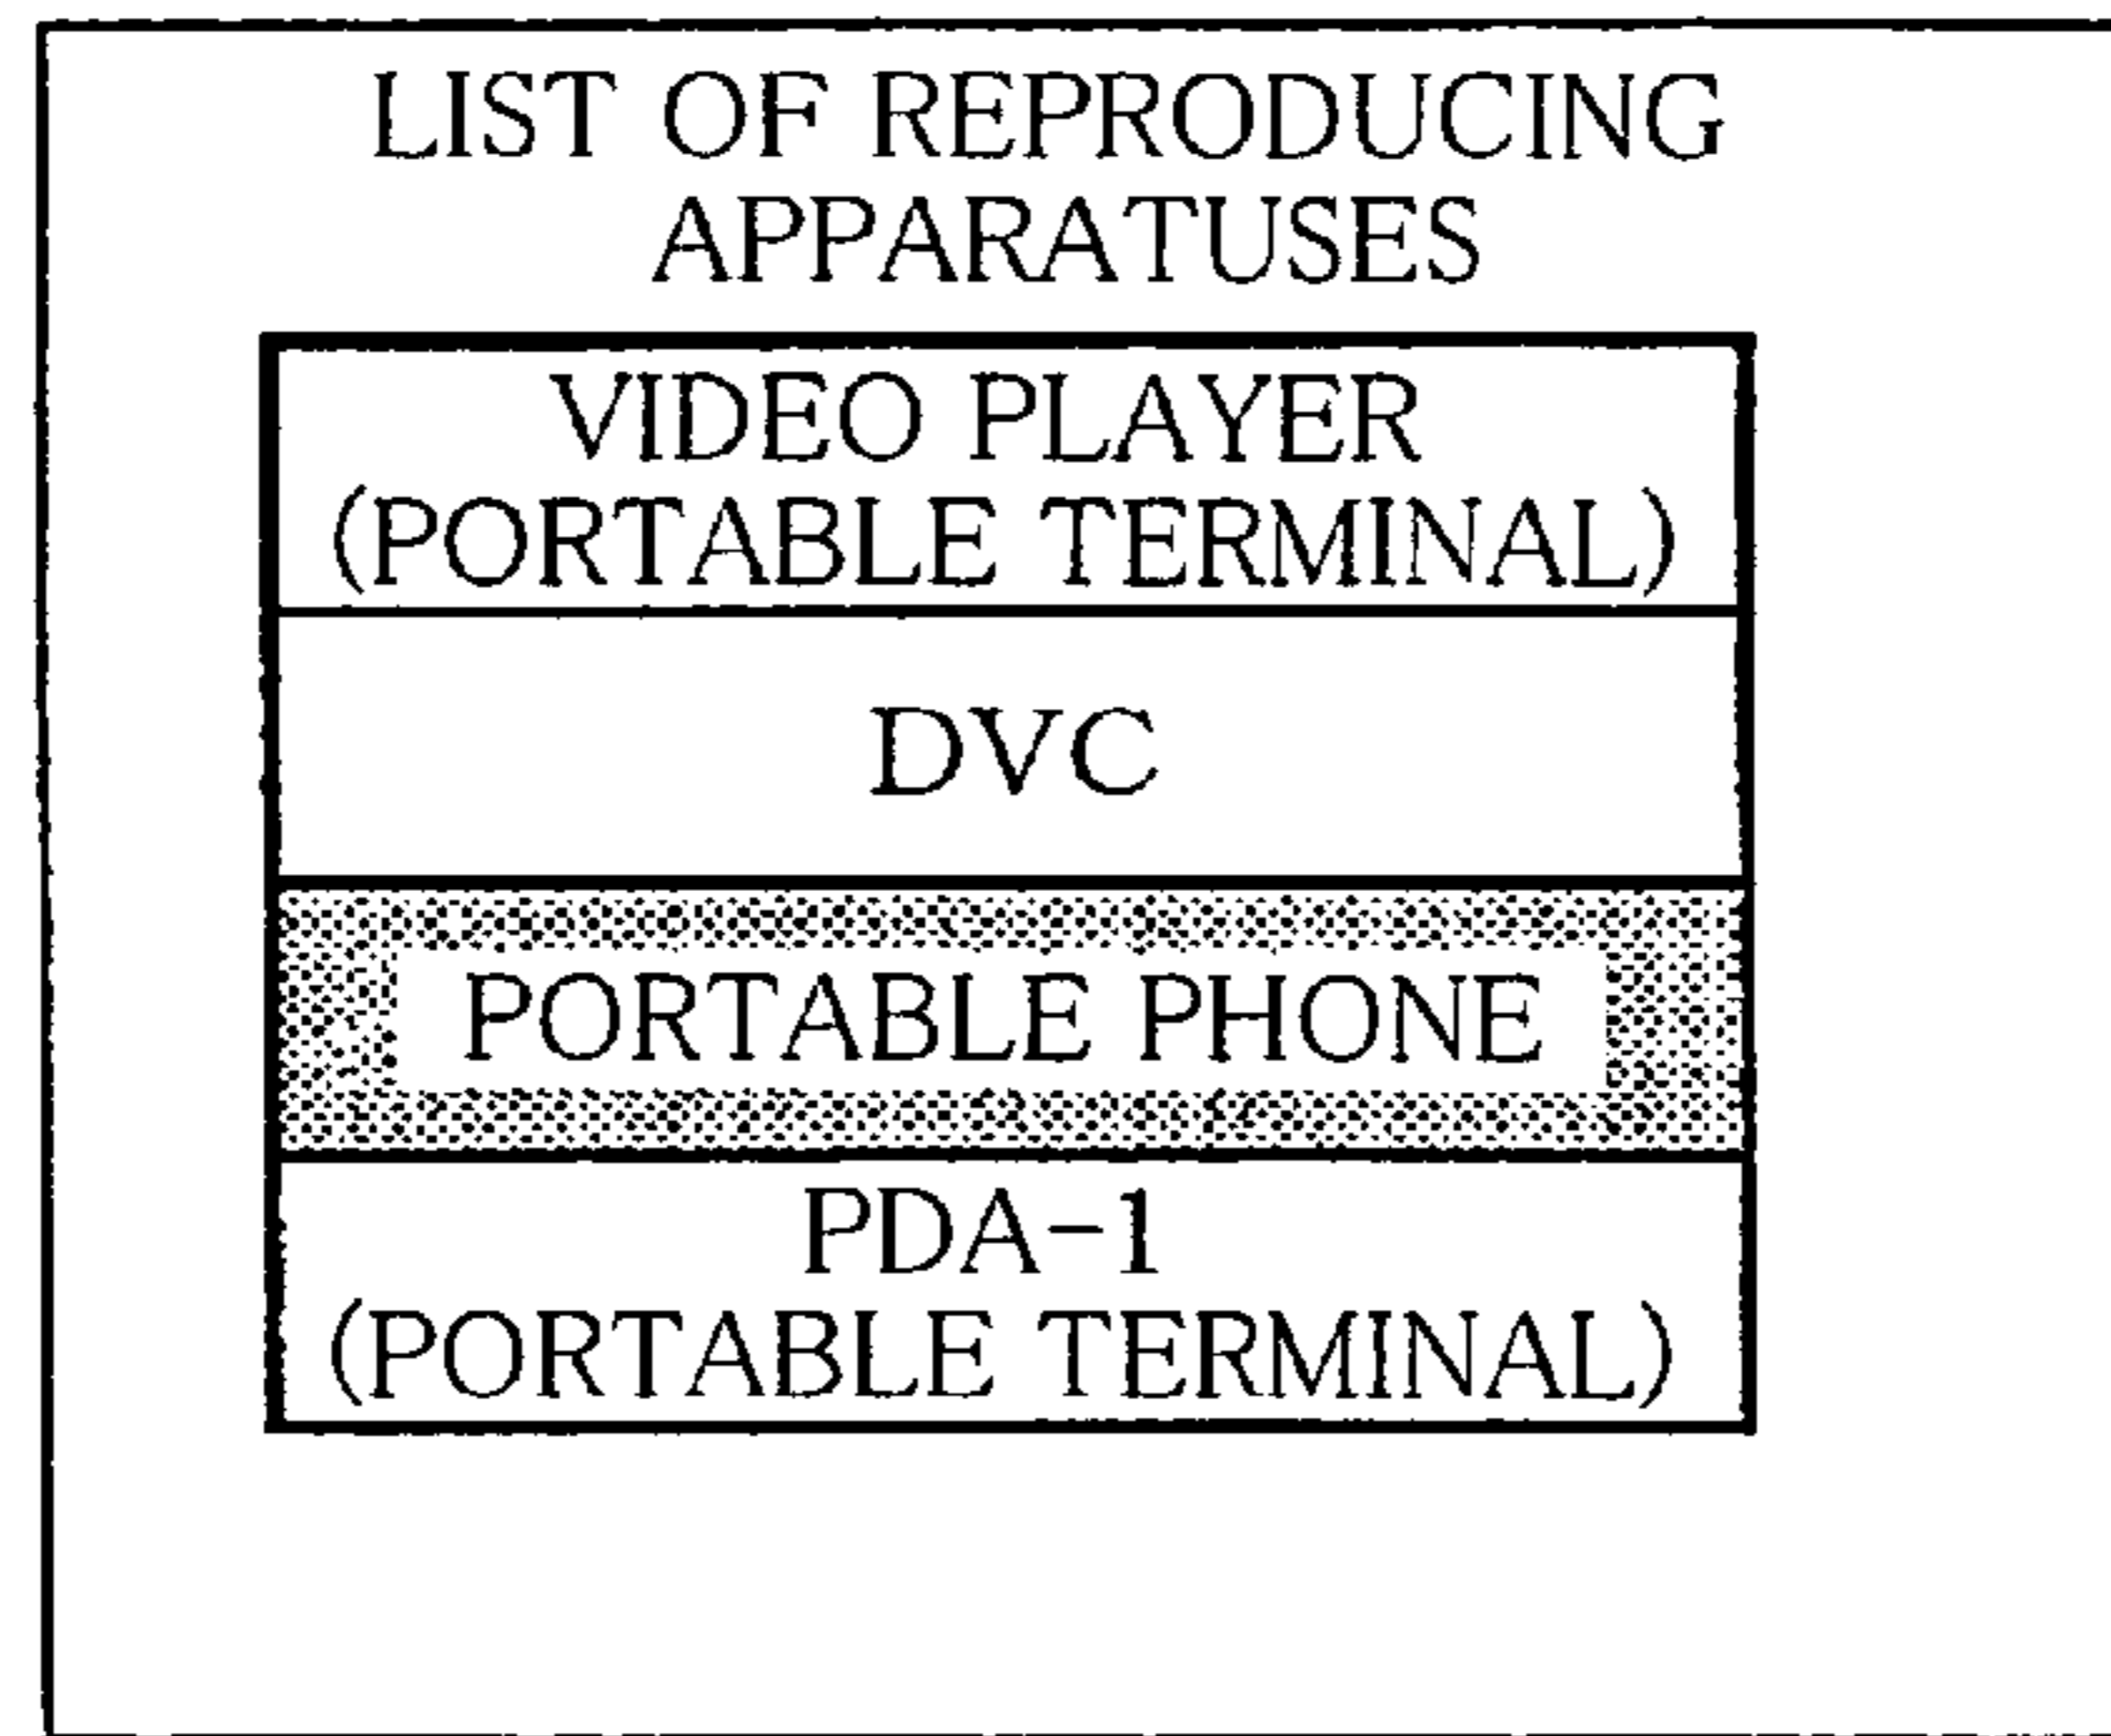 LIST OF REPRODUCING
APPARATUSES
VIDEO PLAYER
(PORTABLE TERMINAL)
DVC
PORTABLE PHONE
PDA-1
(PORTABLE TERMINAL)